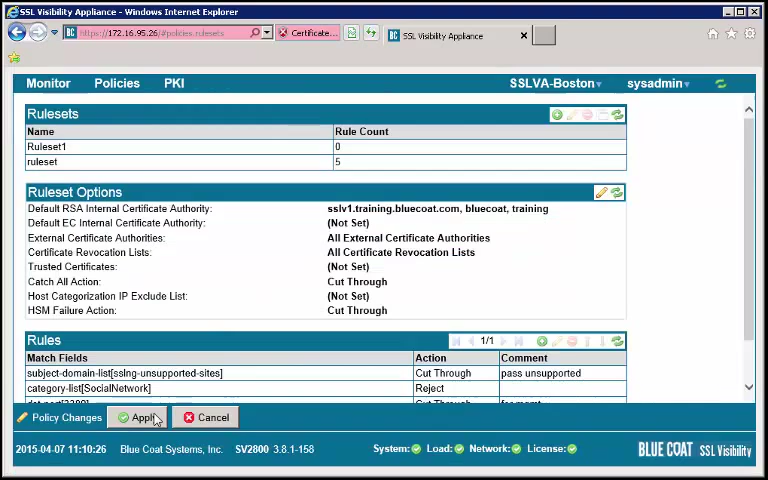 SSL Visibility Appliance - Windows Internet Explorer
https://172.16.95.26/#policies.rulesets
Certificate...
BC SSL Visibility Appliance
Monitor Policies PKI SSLVA-Boston sysadmin
Rulesets
Name Rule Count
Ruleset1 0
ruleset 5
Ruleset Options
Default RSA Internal Certificate Authority: sslv1.training.bluecoat.com, bluecoat, training
Default EC Internal Certificate Authority: (Not Set)
External Certificate Authorities: All External Certificate Authorities
Certificate Revocation Lists: All Certificate Revocation Lists
Trusted Certificates: (Not Set)
Catch All Action: Cut Through
Host Categorization IP Exclude List: (Not Set)
HSM Failure Action: Cut Through
Rules 1/1
Match Fields Action Comment
subject-domain-list[sslng-unsupported-sites] Cut Through pass unsupported
category-list[SocialNetwork] Reject
Cut Through
Policy Changes Apply Cancel
2015-04-07 11:10:26 Blue Coat Systems, Inc. SV2800 3.8.1-158 System: Load: Network: License: BLUE COAT SSL Visibility